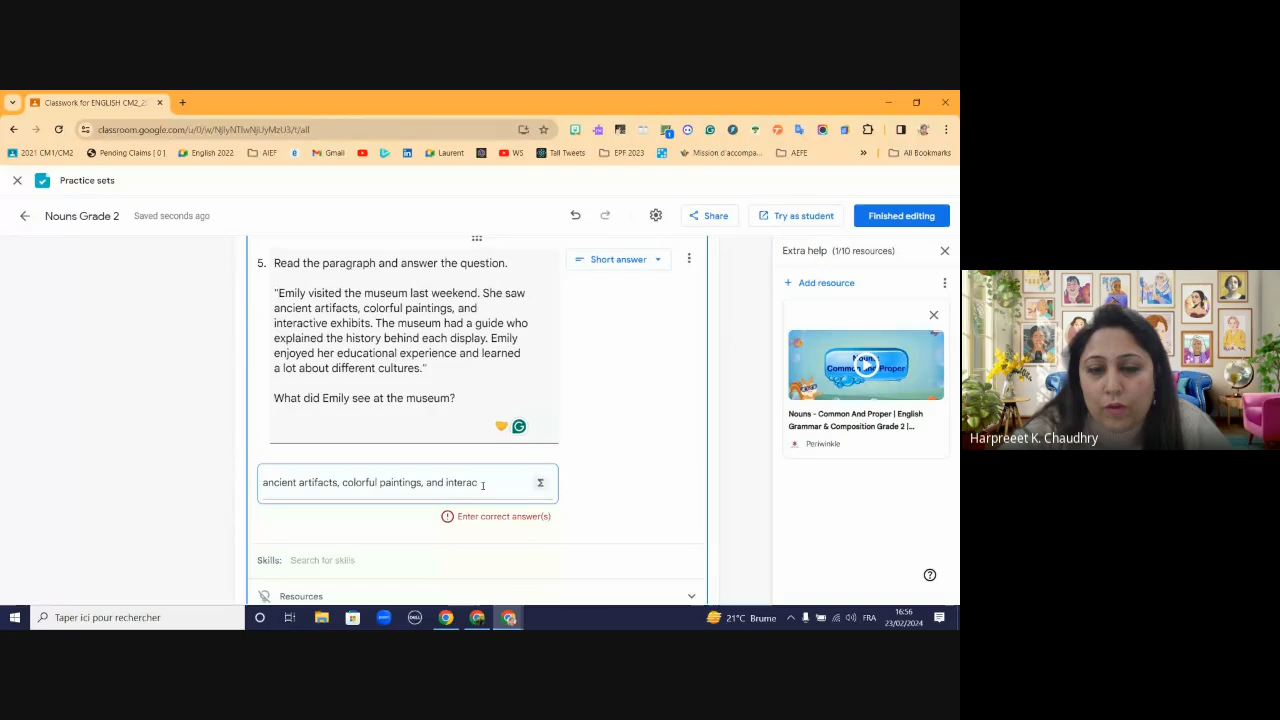 Classwork for ENGLISH CM2_2
classroom.google.com/u/0/w/NjIyNTIwNjUyMzU3/t/all
2021 CM1/CM2
Pending Claims [ 0 ]
English 2022
AIEF
Gmail
Laurent
WS
Tall Tweets
EPF 2023
Mission d'accompa...
AEFE
»
All Bookmarks
Practice sets
Nouns Grade 2
Saved seconds ago
Share
Try as student
Finished editing
5. Read the paragraph and answer the question.
Short answer
"Emily visited the museum last weekend. She saw
ancient artifacts, colorful paintings, and
interactive exhibits. The museum had a guide who
explained the history behind each display. Emily
enjoyed her educational experience and learned
a lot about different cultures."
What did Emily see at the museum?
ancient artifacts, colorful paintings, and interac
Σ
Enter correct answer(s)
Skills: Search for skills
Resources
Extra help (1/10 resources)
+ Add resource
Nouns:
Common and Proper
Nouns - Common And Proper | English
Grammar & Composition Grade 2 |...
Periwinkle
Harpreeet K. Chaudhry
Taper ici pour rechercher
DELL
21°C Brume
FRA
16:56
23/02/2024